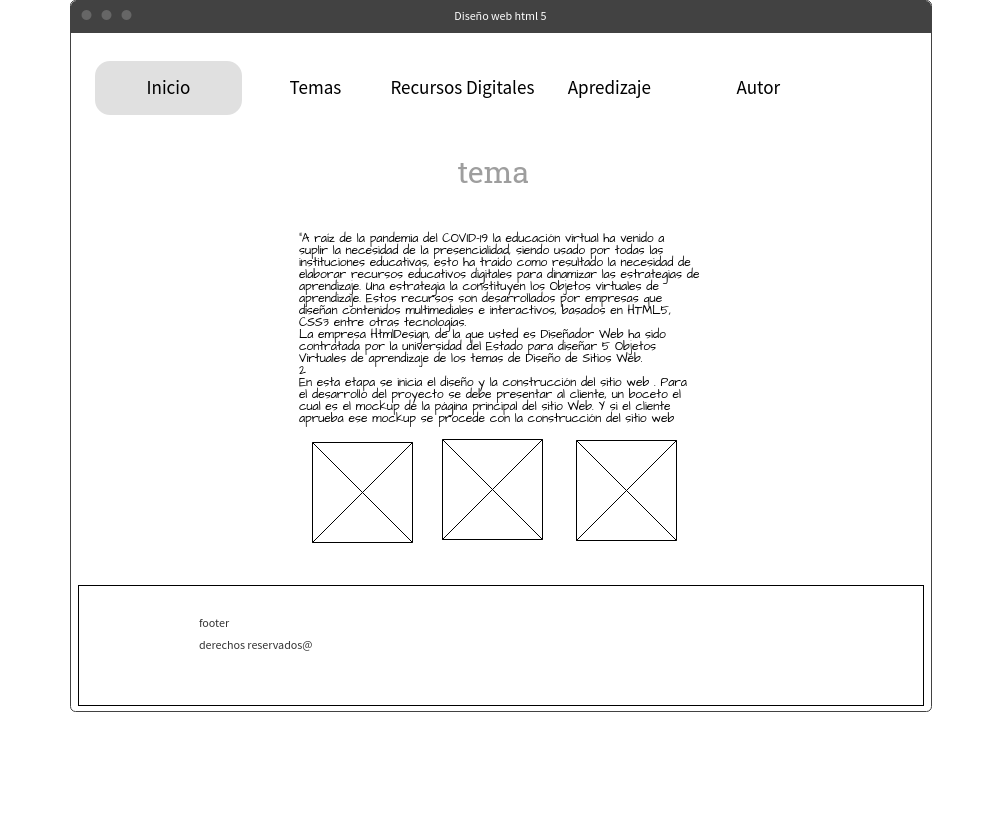 Diseño web html 5
Inicio Temas Recursos Digitales Apredizaje Autor
tema
"A raíz de la pandemia del COVID-19 la educación virtual ha venido a
suplir la necesidad de la presencialidad, siendo usado por todas las
instituciones educativas, esto ha traído como resultado la necesidad de
elaborar recursos educativos digitales para dinamizar las estrategias de
aprendizaje. Una estrategia la constituyen los Objetos virtuales de
aprendizaje. Estos recursos son desarrollados por empresas que
diseñan contenidos multimediales e interactivos, basados en HTML5,
CSS3 entre otras tecnologías.
La empresa HtmlDesign, de la que usted es Diseñador Web ha sido
contratada por la universidad del Estado para diseñar 5 Objetos
Virtuales de aprendizaje de los temas de Diseño de Sitios Web.
2
En esta etapa se inicia el diseño y la construcción del sitio web . Para
el desarrollo del proyecto se debe presentar al cliente, un boceto el
cual es el mockup de la página principal del sitio Web. Y si el cliente
aprueba ese mockup se procede con la construcción del sitio web
footer
derechos reservados@